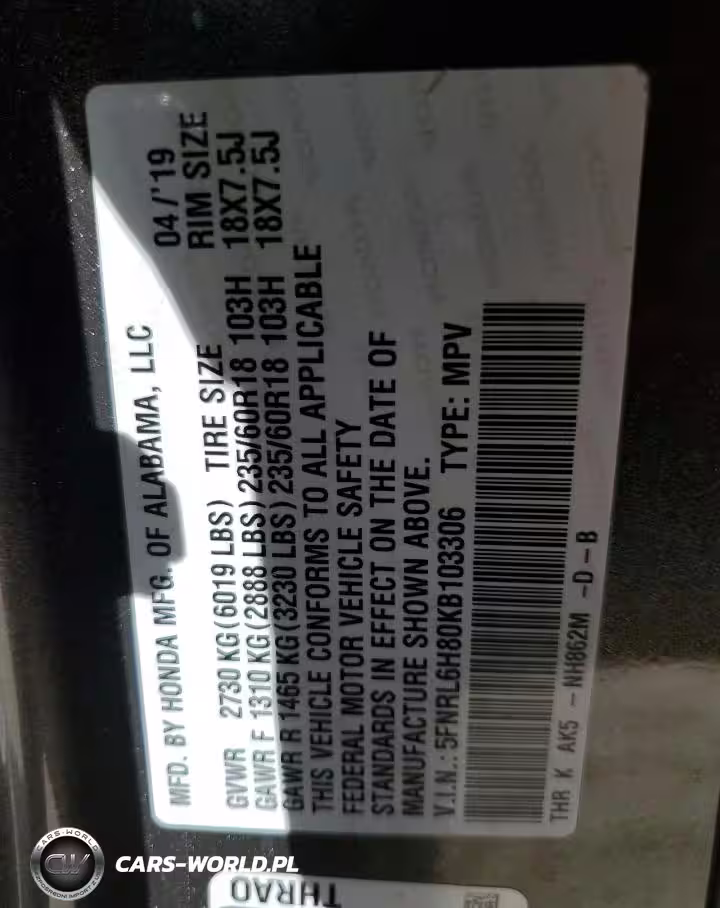 MFD. BY HONDA MFG. OF ALABAMA, LLC 04/'19
GVWR 2730 KG(6019 LBS) TIRE SIZE RIM SIZE
GAWR F 1310 KG(2888 LBS) 235/60R18 103H 18X7.5J
GAWR R 1465 KG(3230 LBS) 235/60R18 103H 18X7.5J
THIS VEHICLE CONFORMS TO ALL APPLICABLE
FEDERAL MOTOR VEHICLE SAFETY
STANDARDS IN EFFECT ON THE DATE OF
MANUFACTURE SHOWN ABOVE.
V.I.N.: 5FNRL6H80KB103306 TYPE: MPV
THR K AK5 - NH862M -D-B
THRAO
CARS-WORLD
CW
CARS-WORLD.PL